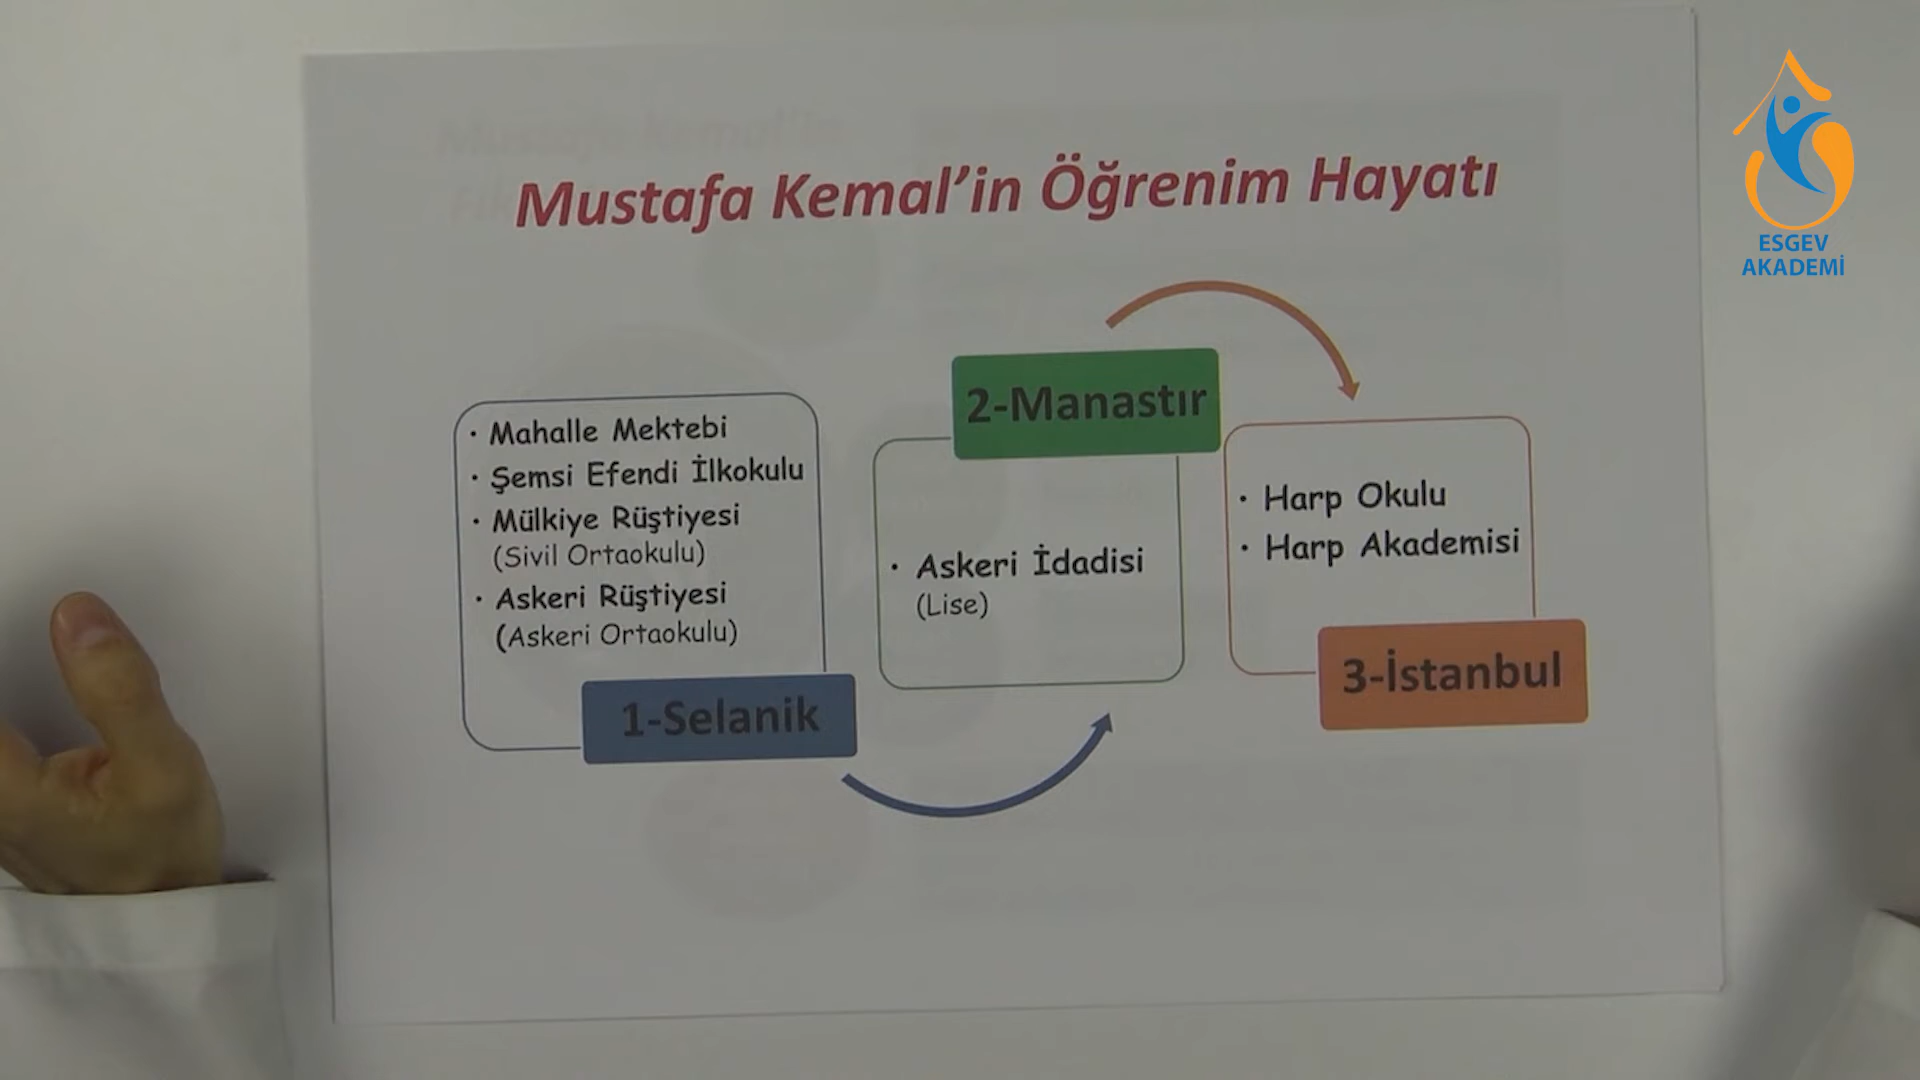 Mustafa Kemal’in Öğrenim Hayatı
• Mahalle Mektebi
• Şemsi Efendi İlkokulu
• Mülkiye Rüştiyesi
(Sivil Ortaokulu)
• Askeri Rüştiyesi
(Askeri Ortaokulu)
1-Selanik
2-Manastır
• Askeri İdadisi
(Lise)
• Harp Okulu
• Harp Akademisi
3-İstanbul
ESGEV
AKADEMİ